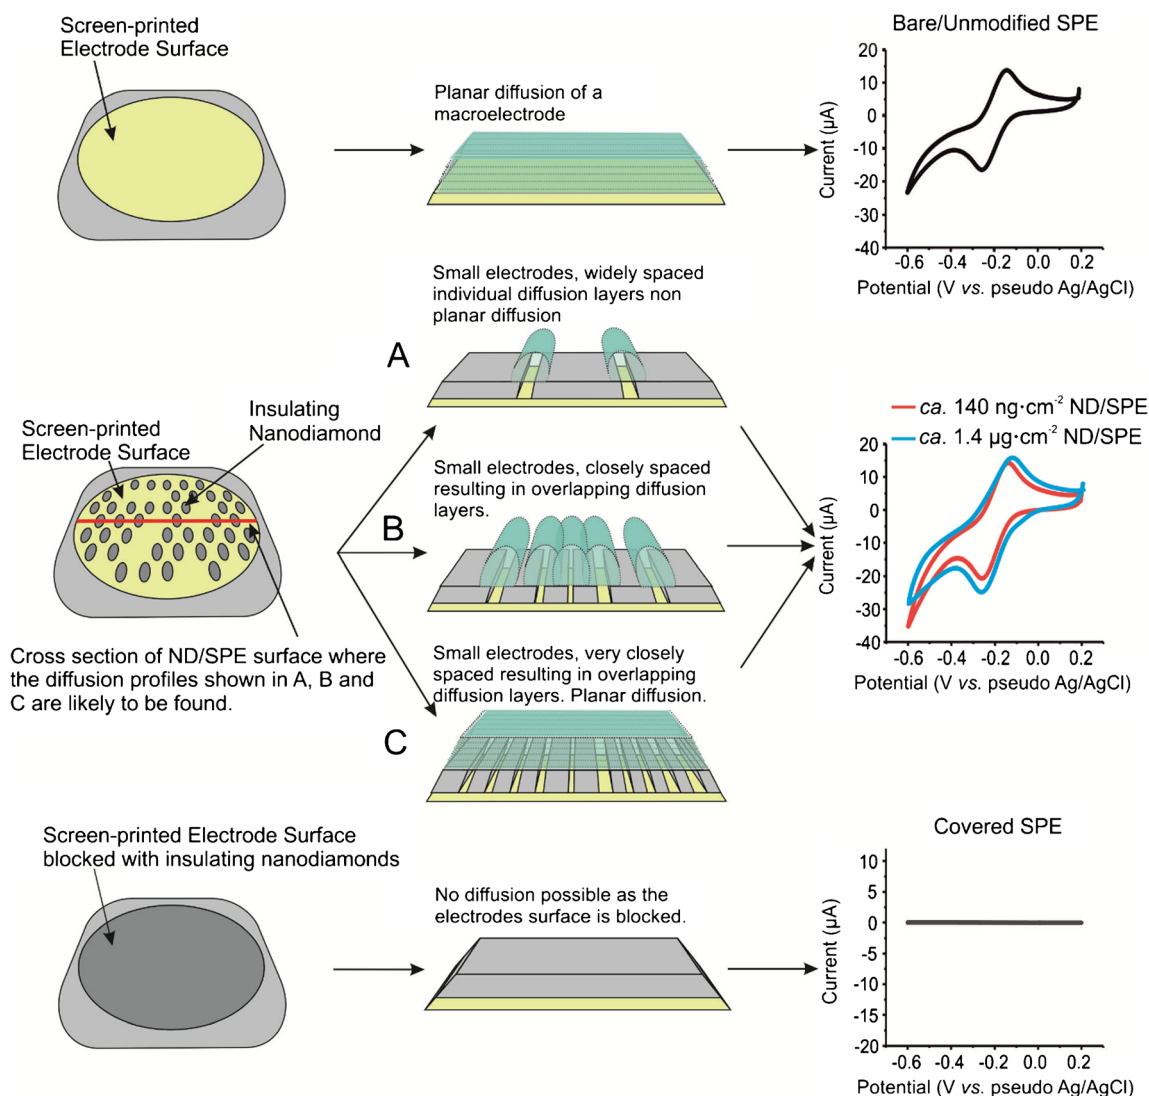 Screen-printed
Electrode Surface
Planar diffusion of a
macroelectrode
Bare/Unmodified SPE
20
10
0
-10
-20
-30
-40
Current (µA)
-0.6 -0.4 -0.2 0.0 0.2
Potential (V vs. pseudo Ag/AgCl)
Small electrodes, widely spaced
individual diffusion layers non
planar diffusion
A
Screen-printed
Electrode Surface
Insulating
Nanodiamond
Small electrodes, closely spaced
resulting in overlapping diffusion
layers.
B
Cross section of ND/SPE surface where
the diffusion profiles shown in A, B and
C are likely to be found.
Small electrodes, very closely
spaced resulting in overlapping
diffusion layers. Planar diffusion.
C
ca. 140 ng·cm⁻² ND/SPE
ca. 1.4 µg·cm⁻² ND/SPE
20
10
0
-10
-20
-30
-40
Current (µA)
-0.6 -0.4 -0.2 0.0 0.2
Potential (V vs. pseudo Ag/AgCl)
Screen-printed Electrode Surface
blocked with insulating nanodiamonds
No diffusion possible as the
electrodes surface is blocked.
Covered SPE
10
5
0
-5
-10
-15
-20
Current (µA)
-0.6 -0.4 -0.2 0.0 0.2
Potential (V vs. pseudo Ag/AgCl)